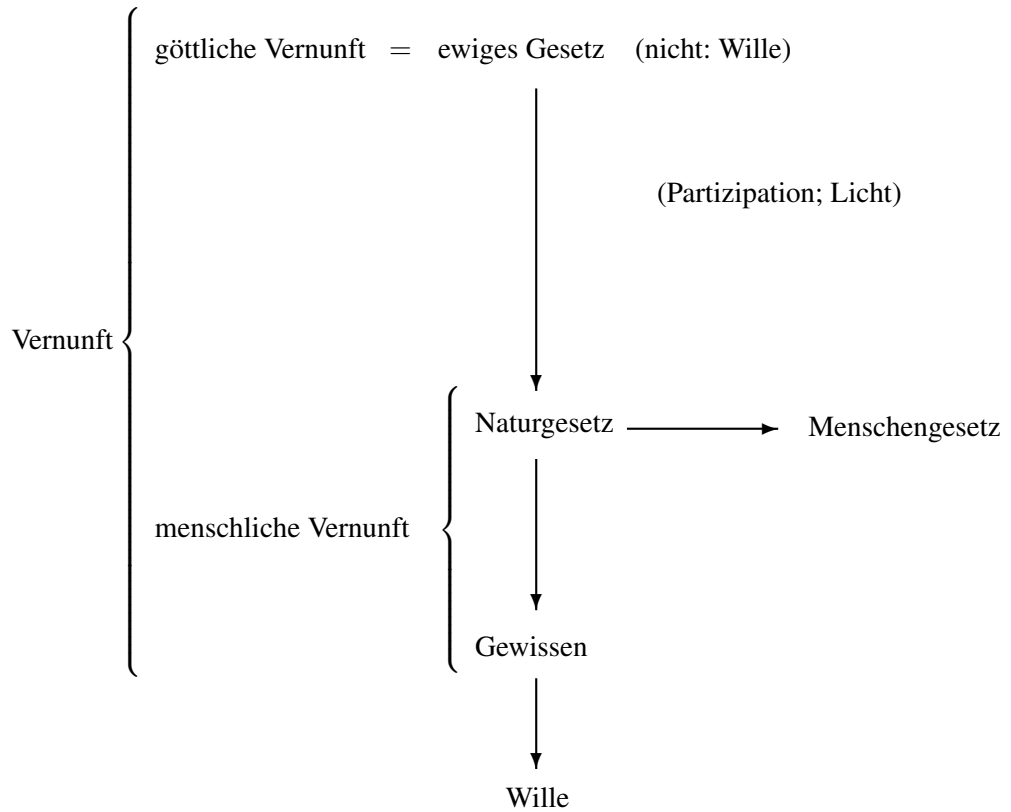 göttliche Vernunft = ewiges Gesetz (nicht: Wille)
(Partizipation; Licht)
Vernunft
Naturgesetz Menschengesetz
menschliche Vernunft
Gewissen
Wille